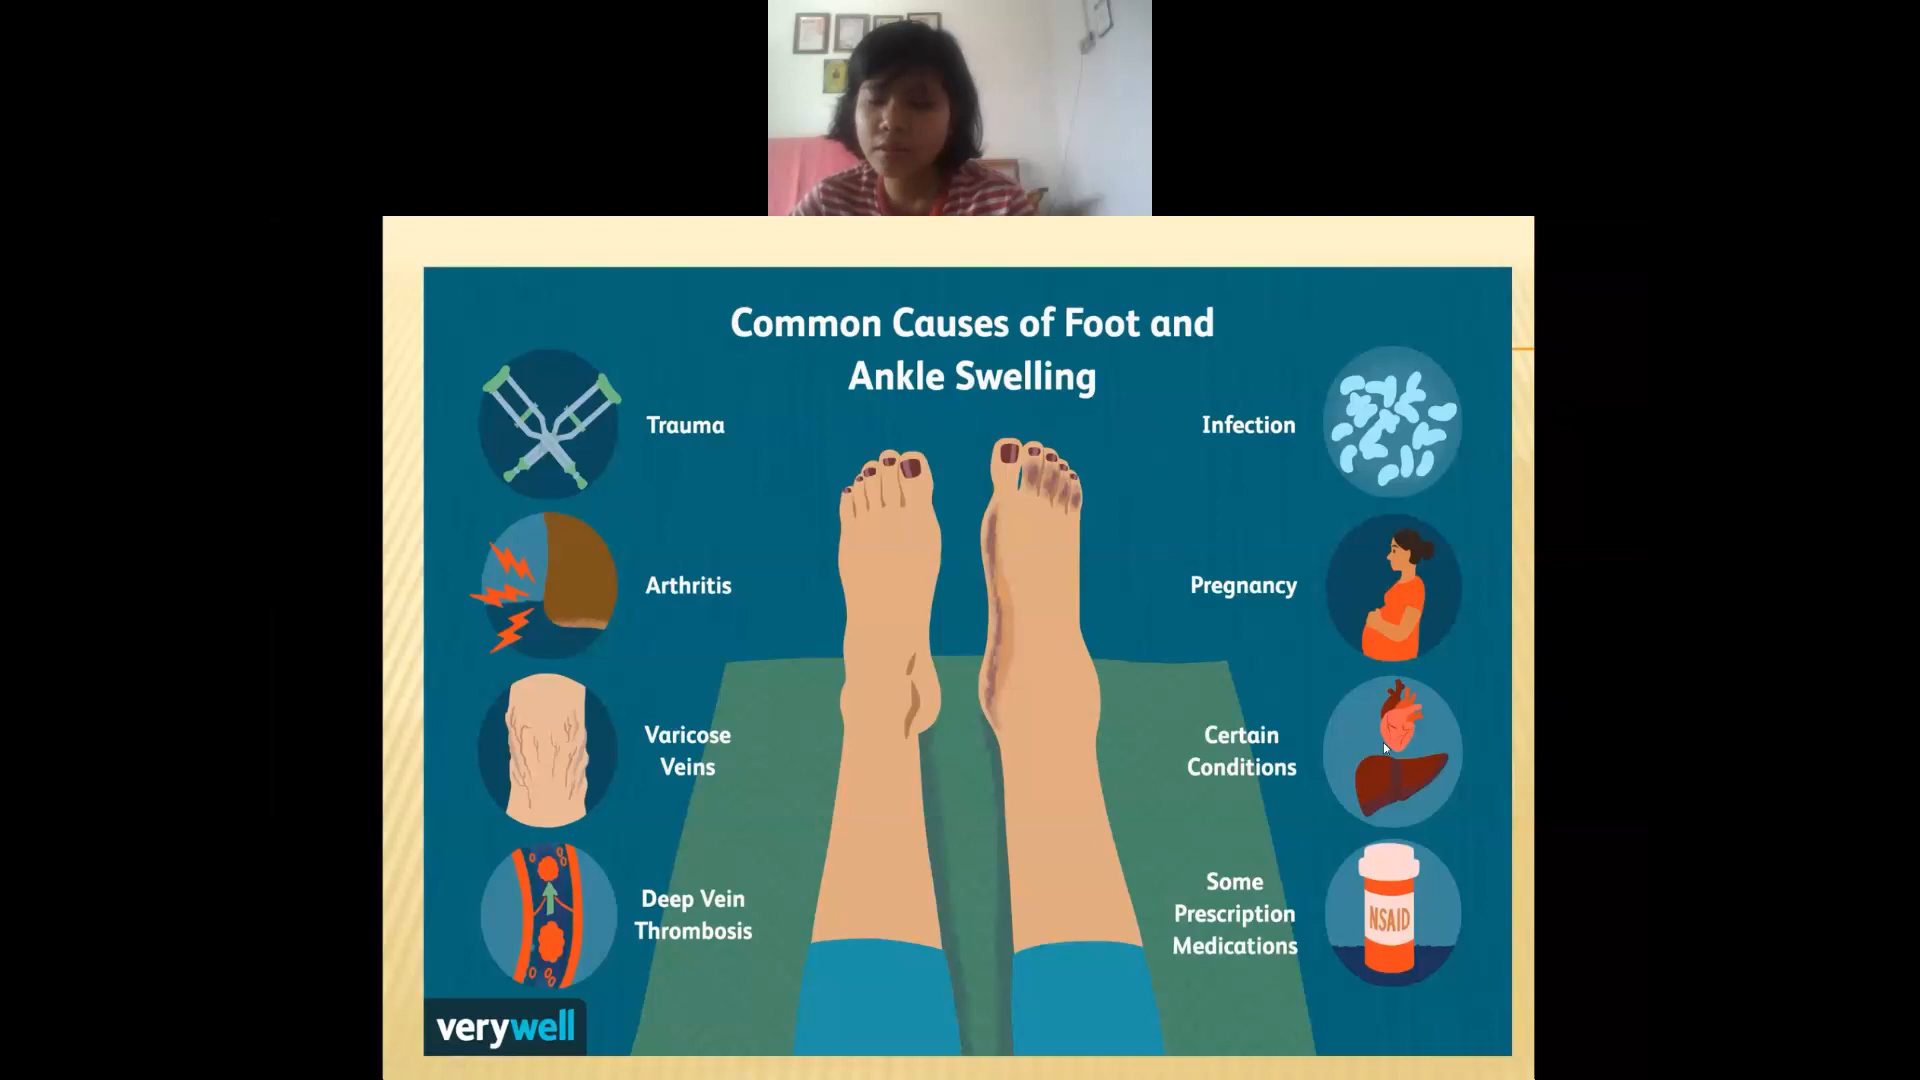 Common Causes of Foot and
Ankle Swelling
Trauma
Arthritis
Varicose
Veins
Deep Vein
Thrombosis
Infection
Pregnancy
Certain
Conditions
Some
Prescription
Medications
NSAID
verywell